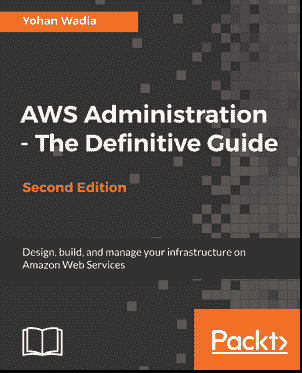 Yohan Wadia
AWS Administration
- The Definitive Guide
Second Edition
Design, build, and manage your infrastructure on
Amazon Web Services
Packt>